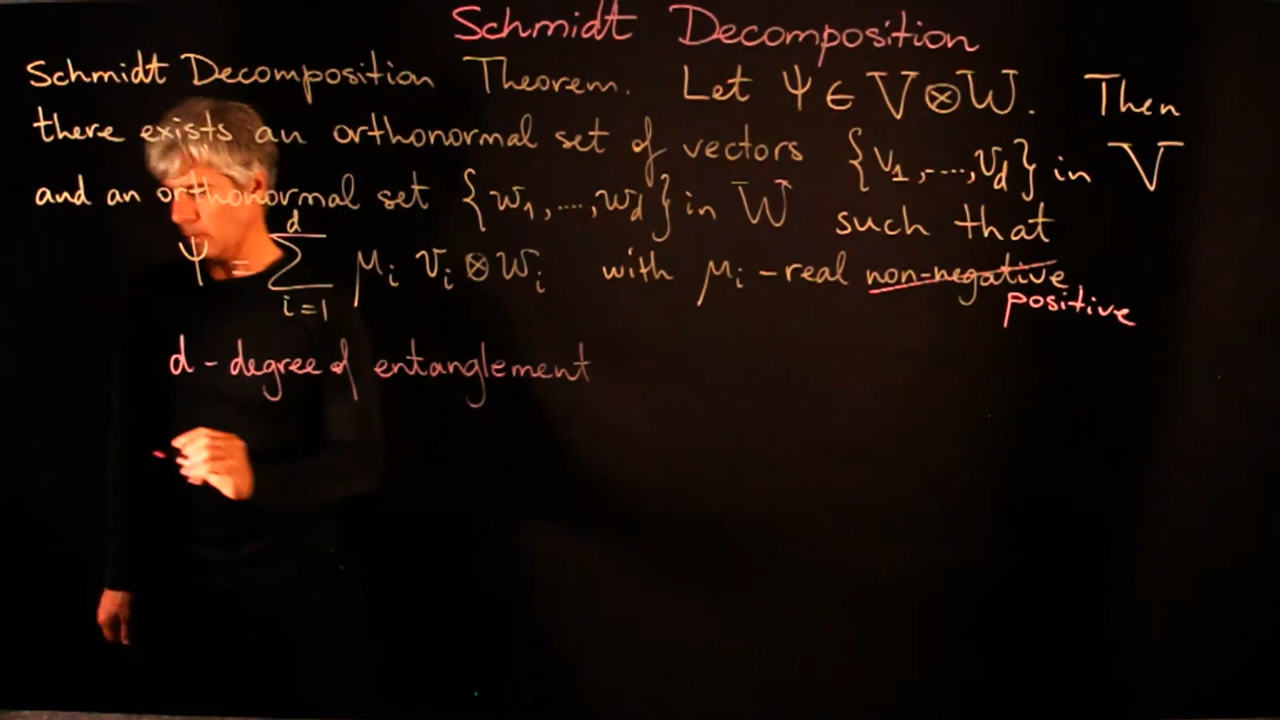 Schmidt Decomposition
Schmidt Decomposition Theorem. Let Ψ ∈ V⊗W. Then
there exists an orthonormal set of vectors {v₁,...,v_d} in V
and an orthonormal set {w₁,...,w_d} in W such that
Ψ = Σ_{i=1}^{d} μᵢ vᵢ ⊗ wᵢ with μᵢ - real non-negative
positive
d - degree of entanglement